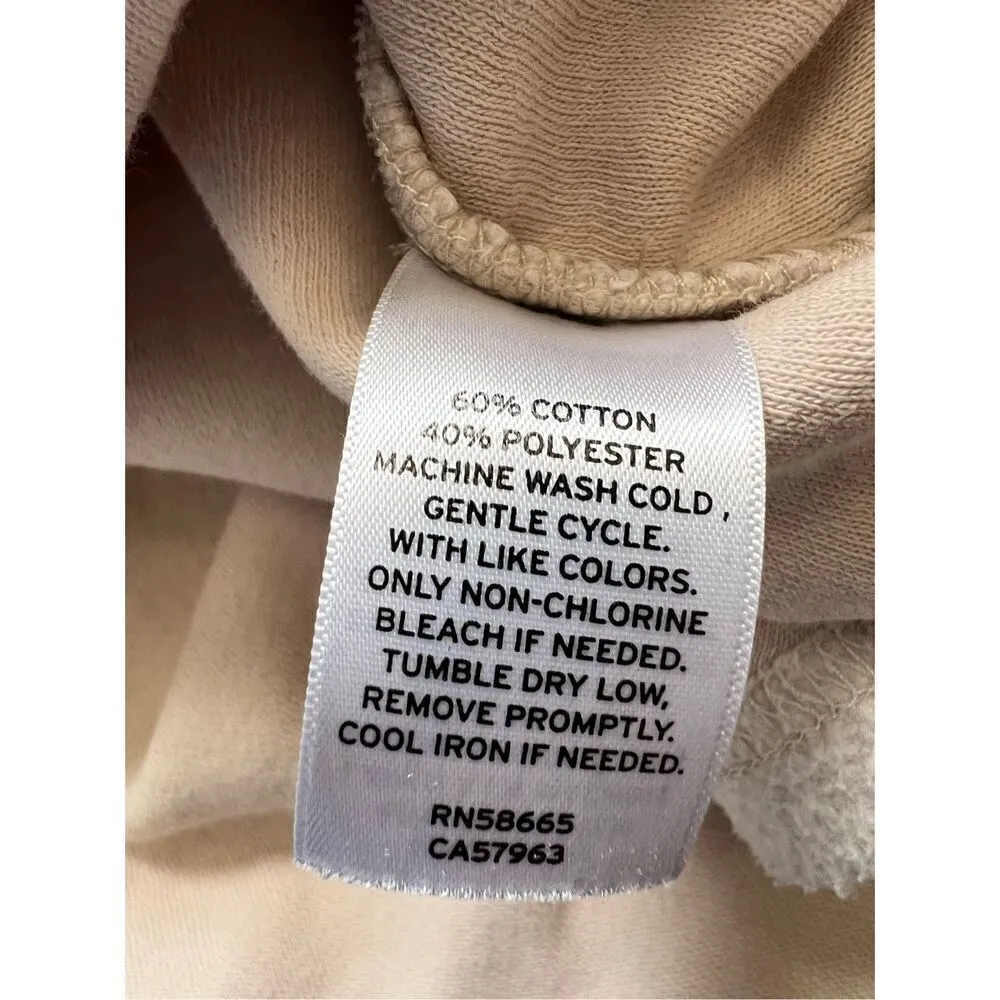 60% COTTON
40% POLYESTER
MACHINE WASH COLD ,
GENTLE CYCLE.
WITH LIKE COLORS.
ONLY NON-CHLORINE
BLEACH IF NEEDED.
TUMBLE DRY LOW,
REMOVE PROMPTLY.
COOL IRON IF NEEDED.
RN58665
CA57963